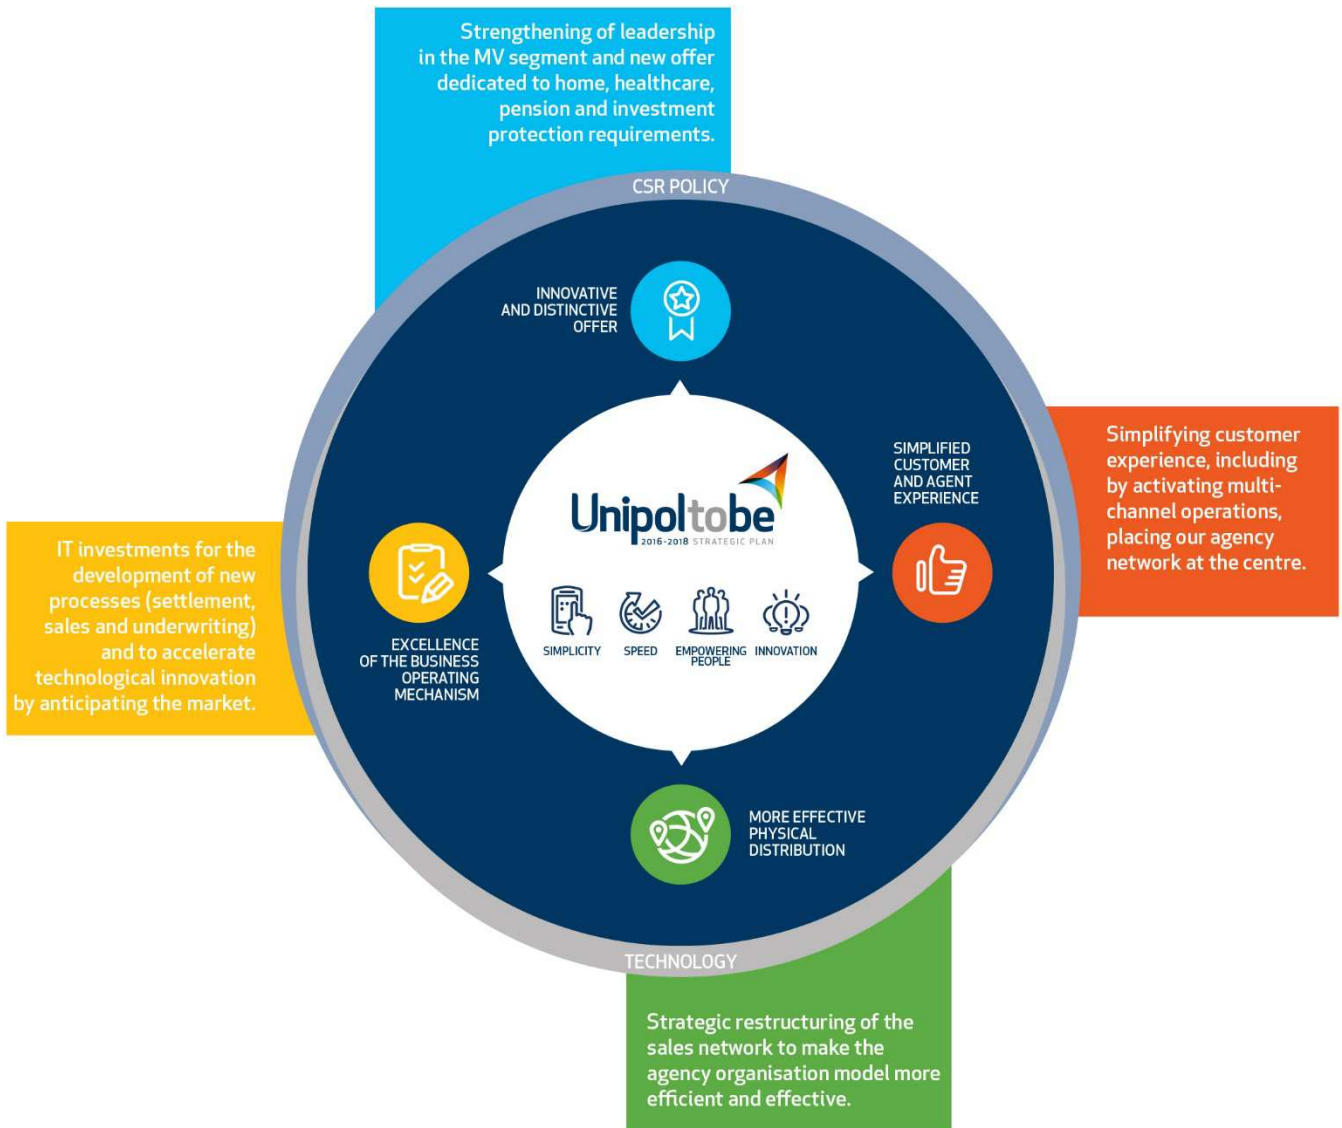 Strengthening of leadership
in the MV segment and new offer
dedicated to home, healthcare,
pension and investment
protection requirements.
CSR POLICY
INNOVATIVE
AND DISTINCTIVE
OFFER
SIMPLIFIED
CUSTOMER
AND AGENT
EXPERIENCE
Simplifying customer
experience, including
by activating multi-
channel operations,
placing our agency
network at the centre.
Unipoltobe
2016-2018 STRATEGIC PLAN
SIMPLICITY
SPEED
EMPOWERING
PEOPLE
INNOVATION
IT investments for the
development of new
processes (settlement,
sales and underwriting)
and to accelerate
technological innovation
by anticipating the market.
EXCELLENCE
OF THE BUSINESS
OPERATING
MECHANISM
MORE EFFECTIVE
PHYSICAL
DISTRIBUTION
TECHNOLOGY
Strategic restructuring of the
sales network to make the
agency organisation model more
efficient and effective.